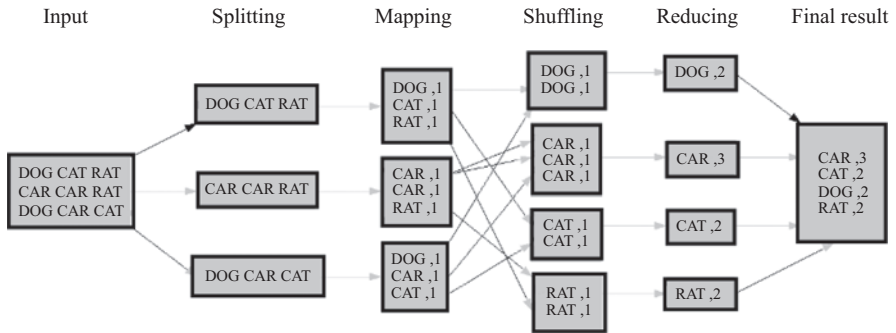 Input
Splitting
Mapping
Shuffling
Reducing
Final result
DOG CAT RAT
CAR CAR RAT
DOG CAR CAT
DOG CAT RAT
CAR CAR RAT
DOG CAR CAT
DOG ,1
CAT ,1
RAT ,1
CAR ,1
CAR ,1
RAT ,1
DOG ,1
CAR ,1
CAT ,1
DOG ,1
DOG ,1
CAR ,1
CAR ,1
CAR ,1
CAT ,1
CAT ,1
RAT ,1
RAT ,1
DOG ,2
CAR ,3
CAT ,2
RAT ,2
CAR ,3
CAT ,2
DOG ,2
RAT ,2